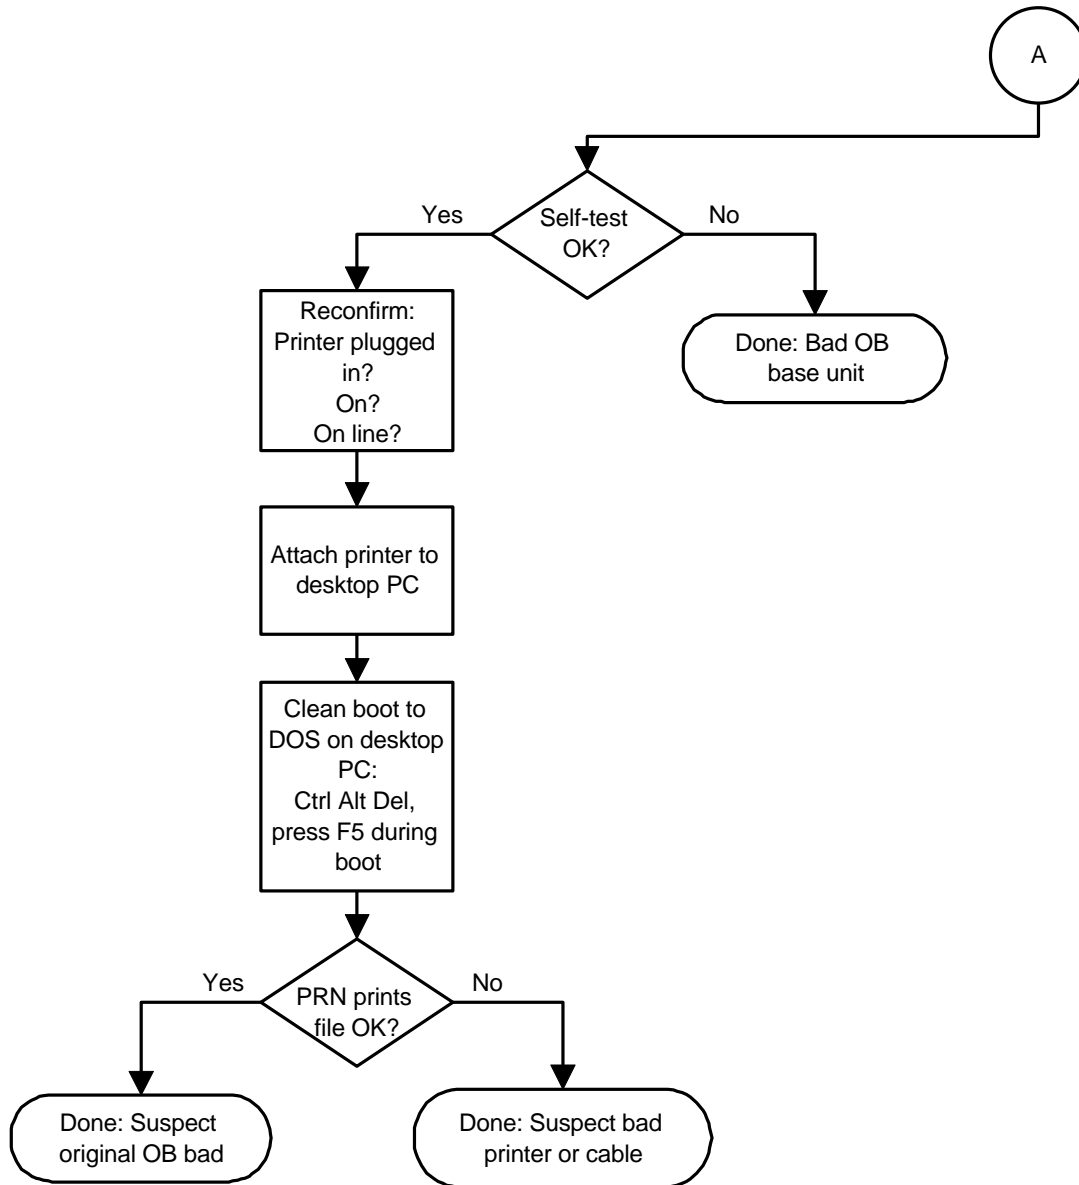 A
Self-test
OK?
Yes
No
Reconfirm:
Printer plugged
in?
On?
On line?
Done: Bad OB
base unit
Attach printer to
desktop PC
Clean boot to
DOS on desktop
PC:
Ctrl Alt Del,
press F5 during
boot
PRN prints
file OK?
Yes
No
Done: Suspect
original OB bad
Done: Suspect bad
printer or cable